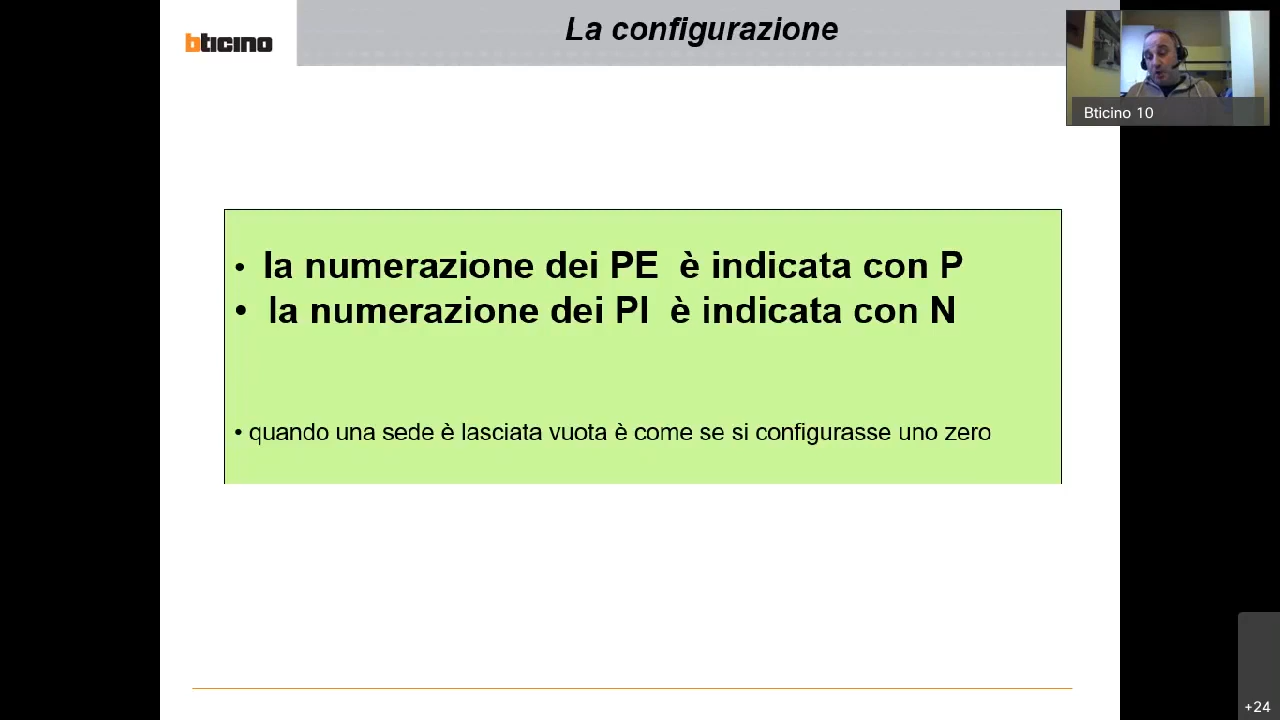 La configurazione
bticino
Bticino 10
• la numerazione dei PE è indicata con P
• la numerazione dei PI è indicata con N
• quando una sede è lasciata vuota è come se si configurasse uno zero
+24